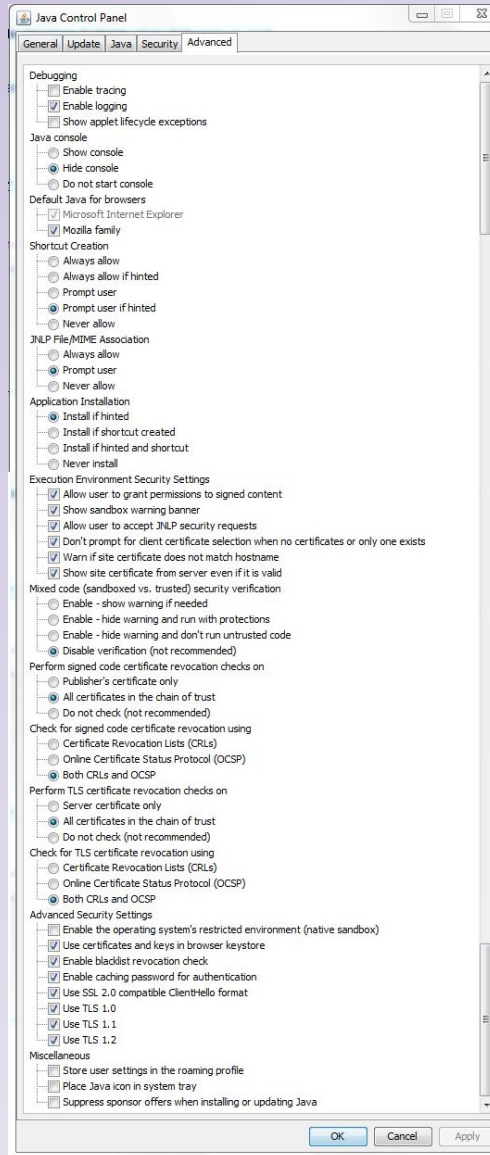 Java Control Panel
General Update Java Security Advanced
Debugging
Enable tracing
Enable logging
Show applet lifecycle exceptions
Java console
Show console
Hide console
Do not start console
Default Java for browsers
Microsoft Internet Explorer
Mozilla family
Shortcut Creation
Always allow
Always allow if hinted
Prompt user
Prompt user if hinted
Never allow
JNLP File/MIME Association
Always allow
Prompt user
Never allow
Application Installation
Install if hinted
Install if shortcut created
Install if hinted and shortcut
Never install
Execution Environment Security Settings
Allow user to grant permissions to signed content
Show sandbox warning banner
Allow user to accept JNLP security requests
Don't prompt for client certificate selection when no certificates or only one exists
Warn if site certificate does not match hostname
Show site certificate from server even if it is valid
Mixed code (sandboxed vs. trusted) security verification
Enable - show warning if needed
Enable - hide warning and run with protections
Enable - hide warning and don't run untrusted code
Disable verification (not recommended)
Perform signed code certificate revocation checks on
Publisher's certificate only
All certificates in the chain of trust
Do not check (not recommended)
Check for signed code certificate revocation using
Certificate Revocation Lists (CRLs)
Online Certificate Status Protocol (OCSP)
Both CRLs and OCSP
Perform TLS certificate revocation checks on
Server certificate only
All certificates in the chain of trust
Do not check (not recommended)
Check for TLS certificate revocation using
Certificate Revocation Lists (CRLs)
Online Certificate Status Protocol (OCSP)
Both CRLs and OCSP
Advanced Security Settings
Enable the operating system's restricted environment (native sandbox)
Use certificates and keys in browser keystore
Enable blacklist revocation check
Enable caching password for authentication
Use SSL 2.0 compatible ClientHello format
Use TLS 1.0
Use TLS 1.1
Use TLS 1.2
Miscellaneous
Store user settings in the roaming profile
Place Java icon in system tray
Suppress sponsor offers when installing or updating Java
OK Cancel Apply